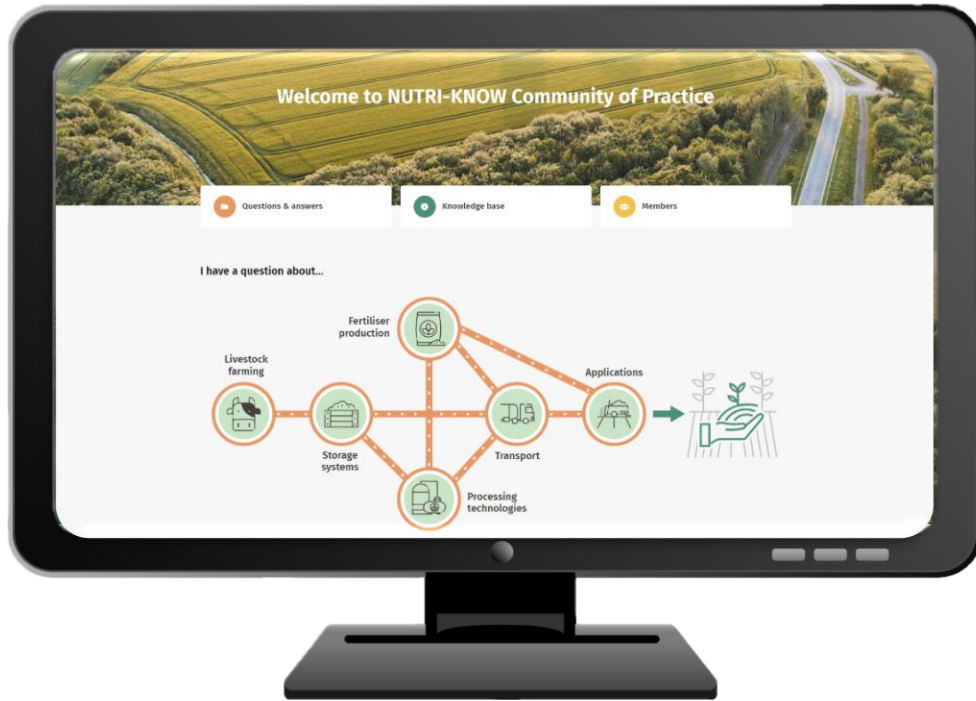 Welcome to NUTRI-KNOW Community of Practice
Questions & answers
Knowledge base
Members
I have a question about...
Fertiliser
production
Livestock
farming
Applications
Storage
systems
Transport
Processing
technologies